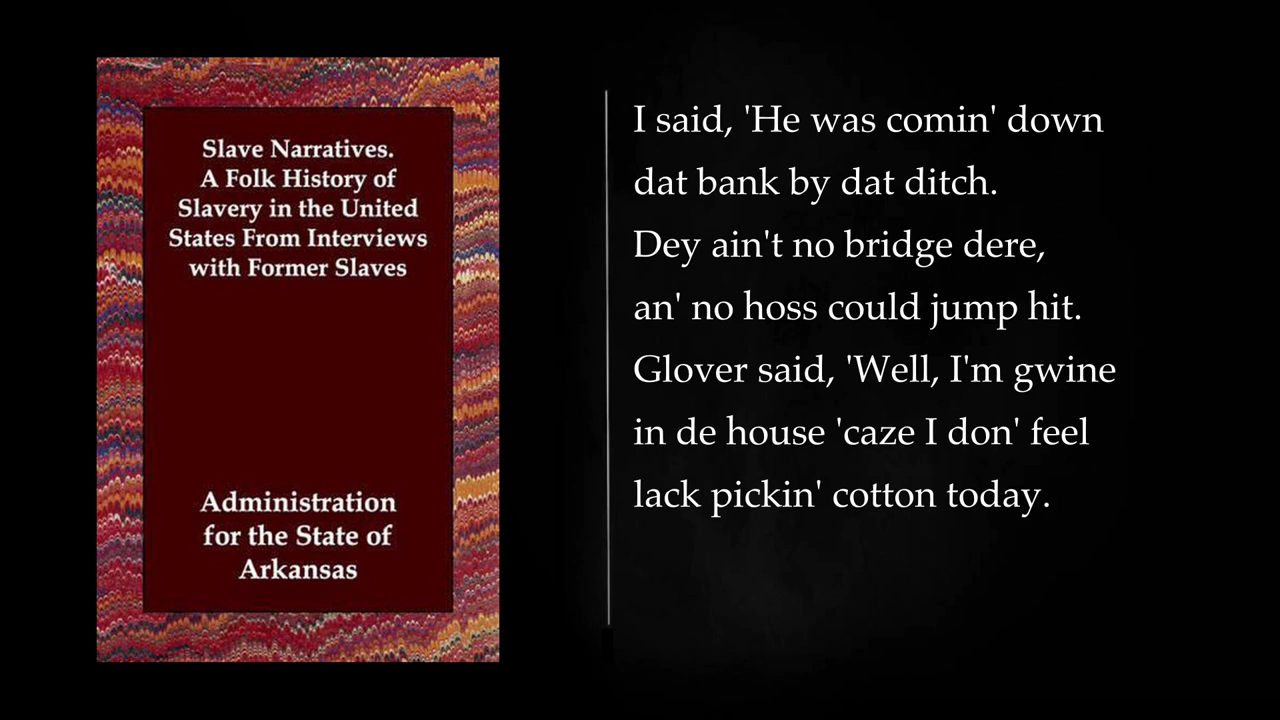 Slave Narratives.
A Folk History of
Slavery in the United
States From Interviews
with Former Slaves
Administration
for the State of
Arkansas
I said, 'He was comin' down
dat bank by dat ditch.
Dey ain't no bridge dere,
an' no hoss could jump hit.
Glover said, 'Well, I'm gwine
in de house 'caze I don' feel
lack pickin' cotton today.